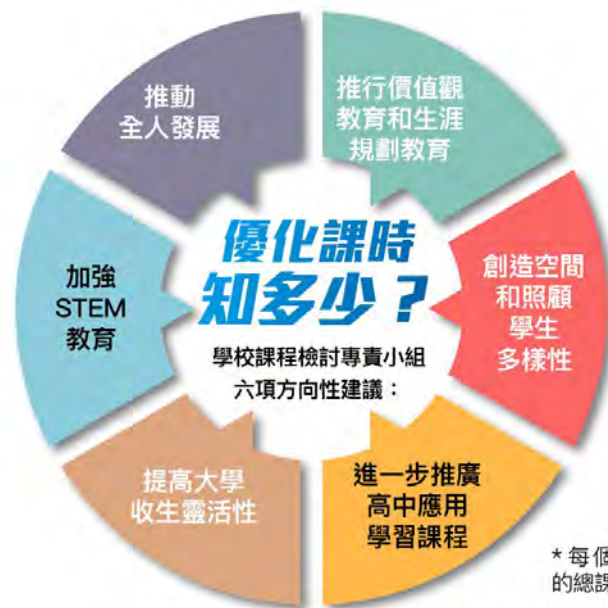 優化課時
知多少？
學校課程檢討專責小組
六項方向性建議：
推動
全人發展
推行價值觀
教育和生涯
規劃教育
創造空間
和照顧
學生
多樣性
進一步推廣
高中應用
學習課程
提高大學
收生靈活性
加強
STEM
教育
*每個
的總課